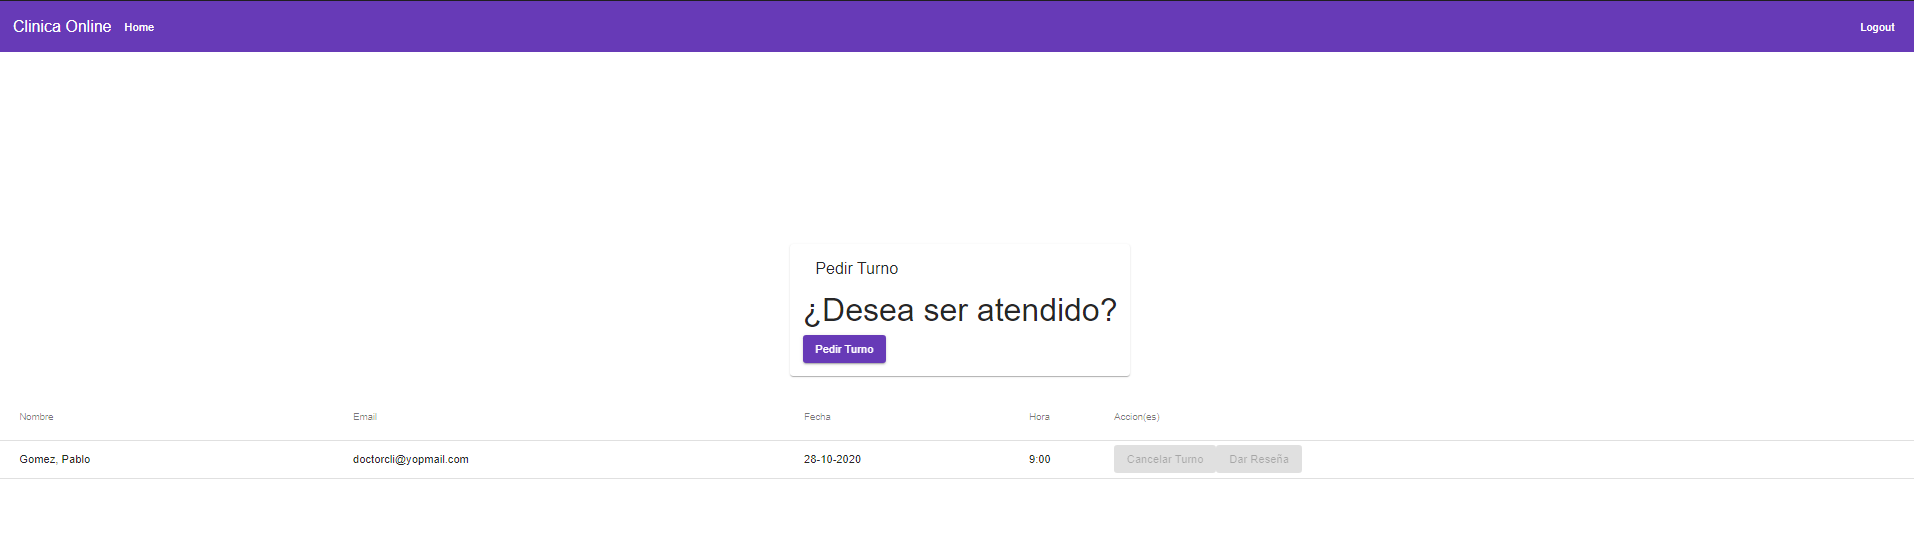 Clinica Online Home Logout
Pedir Turno
¿Desea ser atendido?
Pedir Turno
Nombre Email Fecha Hora Accion(es)
Gomez, Pablo doctorcli@yopmail.com 28-10-2020 9:00 Cancelar Turno Dar Reseña